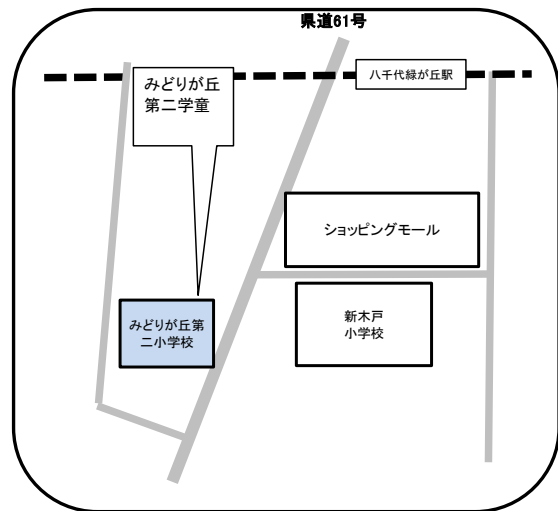 県道61号
みどりが丘
第二学童
八千代緑が丘駅
ショッピングモール
みどりが丘第
二小学校
新木戸
小学校